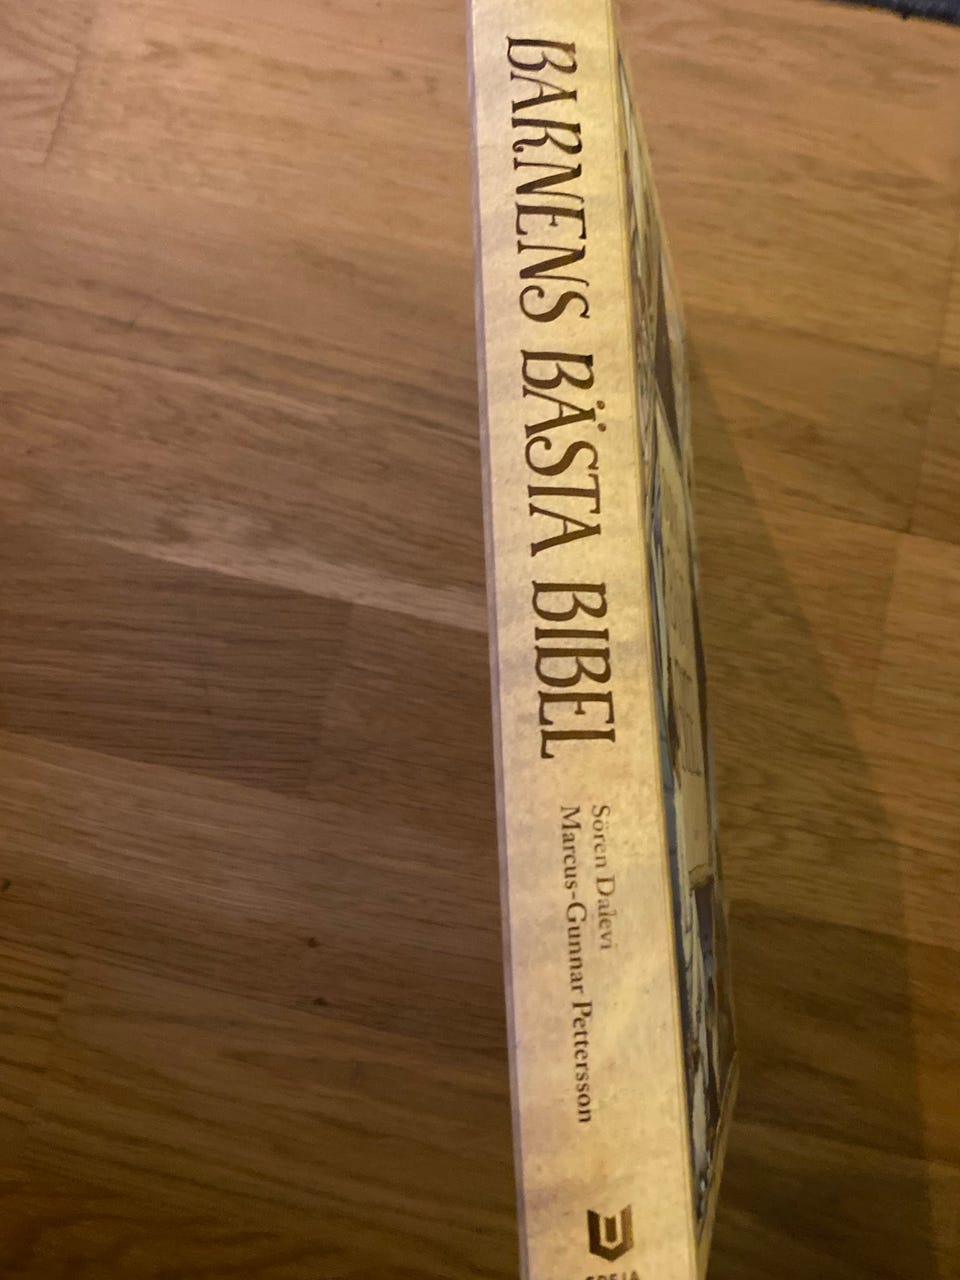 BARNENS BÄSTA BIBEL
Sören Dalevi
Marcus-Gunnar Pettersson